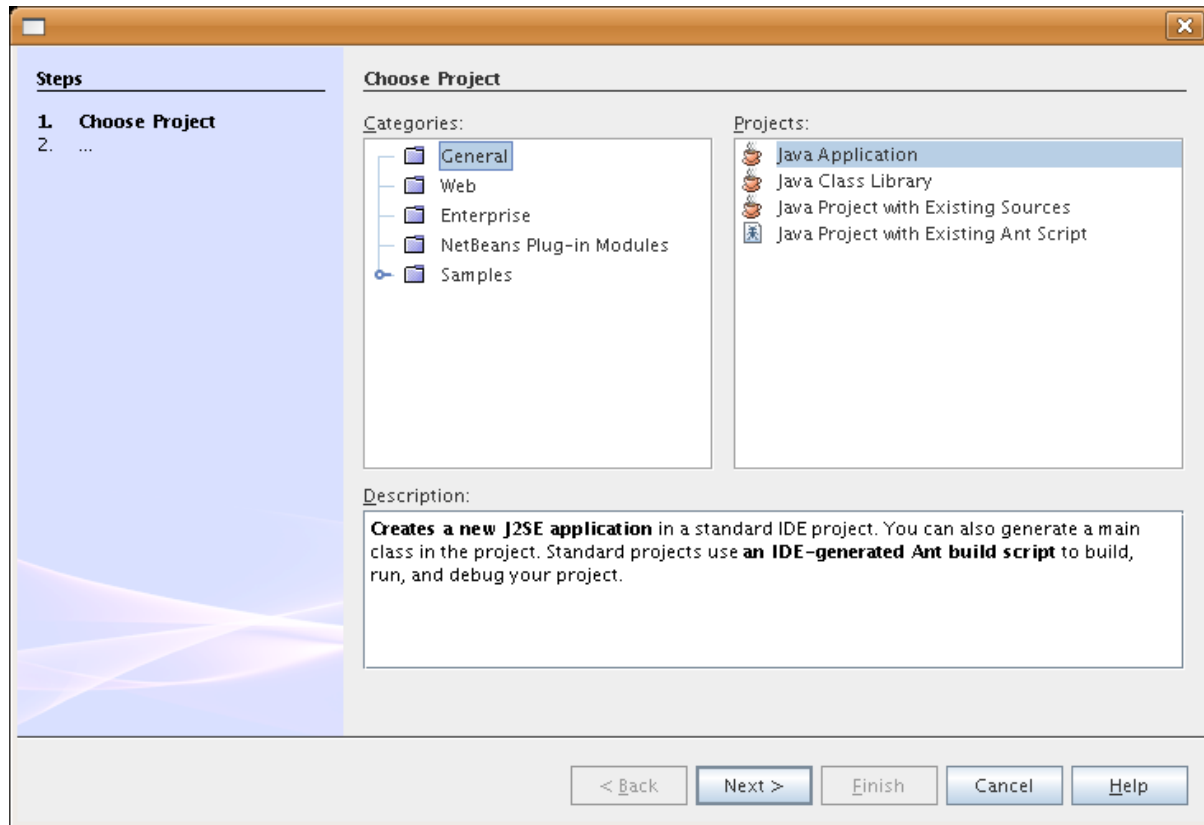 Steps
1. Choose Project
2. ...
Choose Project
Categories:
General
Web
Enterprise
NetBeans Plug-in Modules
Samples
Projects:
Java Application
Java Class Library
Java Project with Existing Sources
Java Project with Existing Ant Script
Description:
Creates a new J2SE application in a standard IDE project. You can also generate a main
class in the project. Standard projects use an IDE-generated Ant build script to build,
run, and debug your project.
< Back
Next >
Finish
Cancel
Help